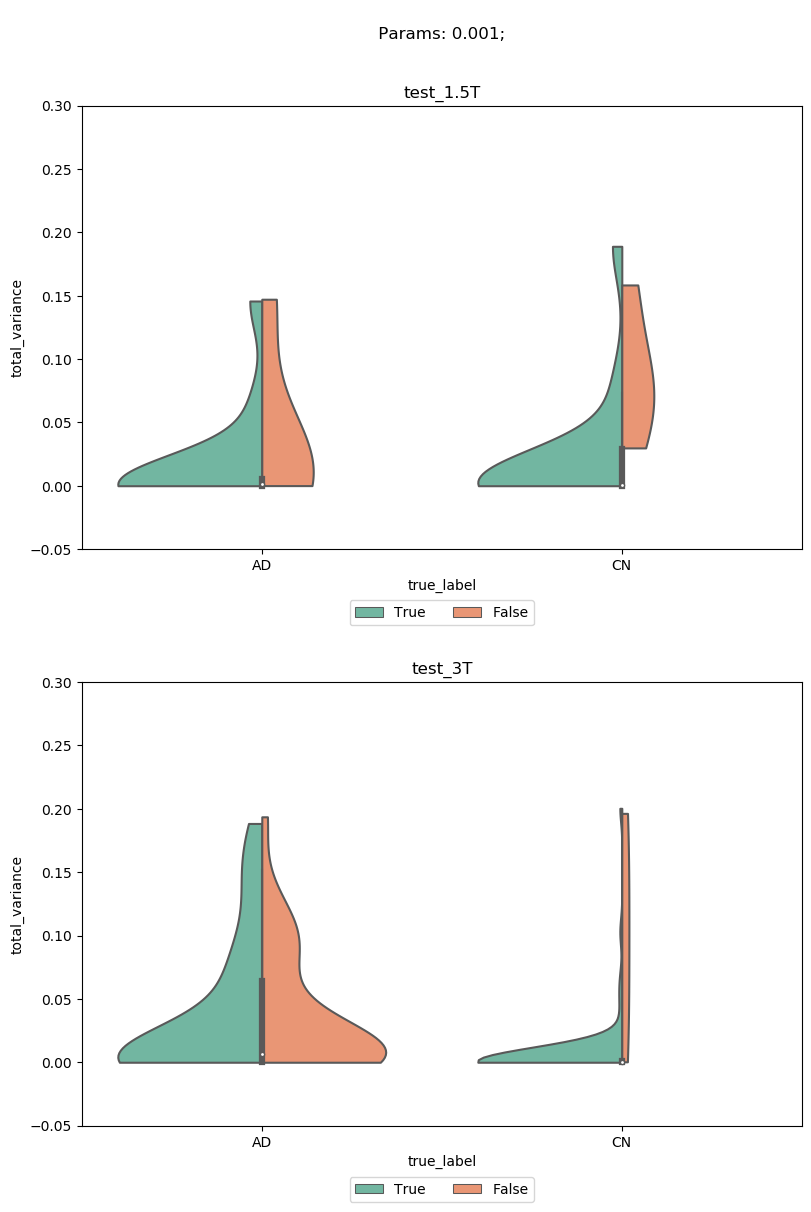 Params: 0.001;
test_1.5T
0.30
0.25
0.20
0.15
0.10
0.05
0.00
−0.05
total_variance
AD CN
true_label
True False
test_3T
0.30
0.25
0.20
0.15
0.10
0.05
0.00
−0.05
total_variance
AD CN
true_label
True False